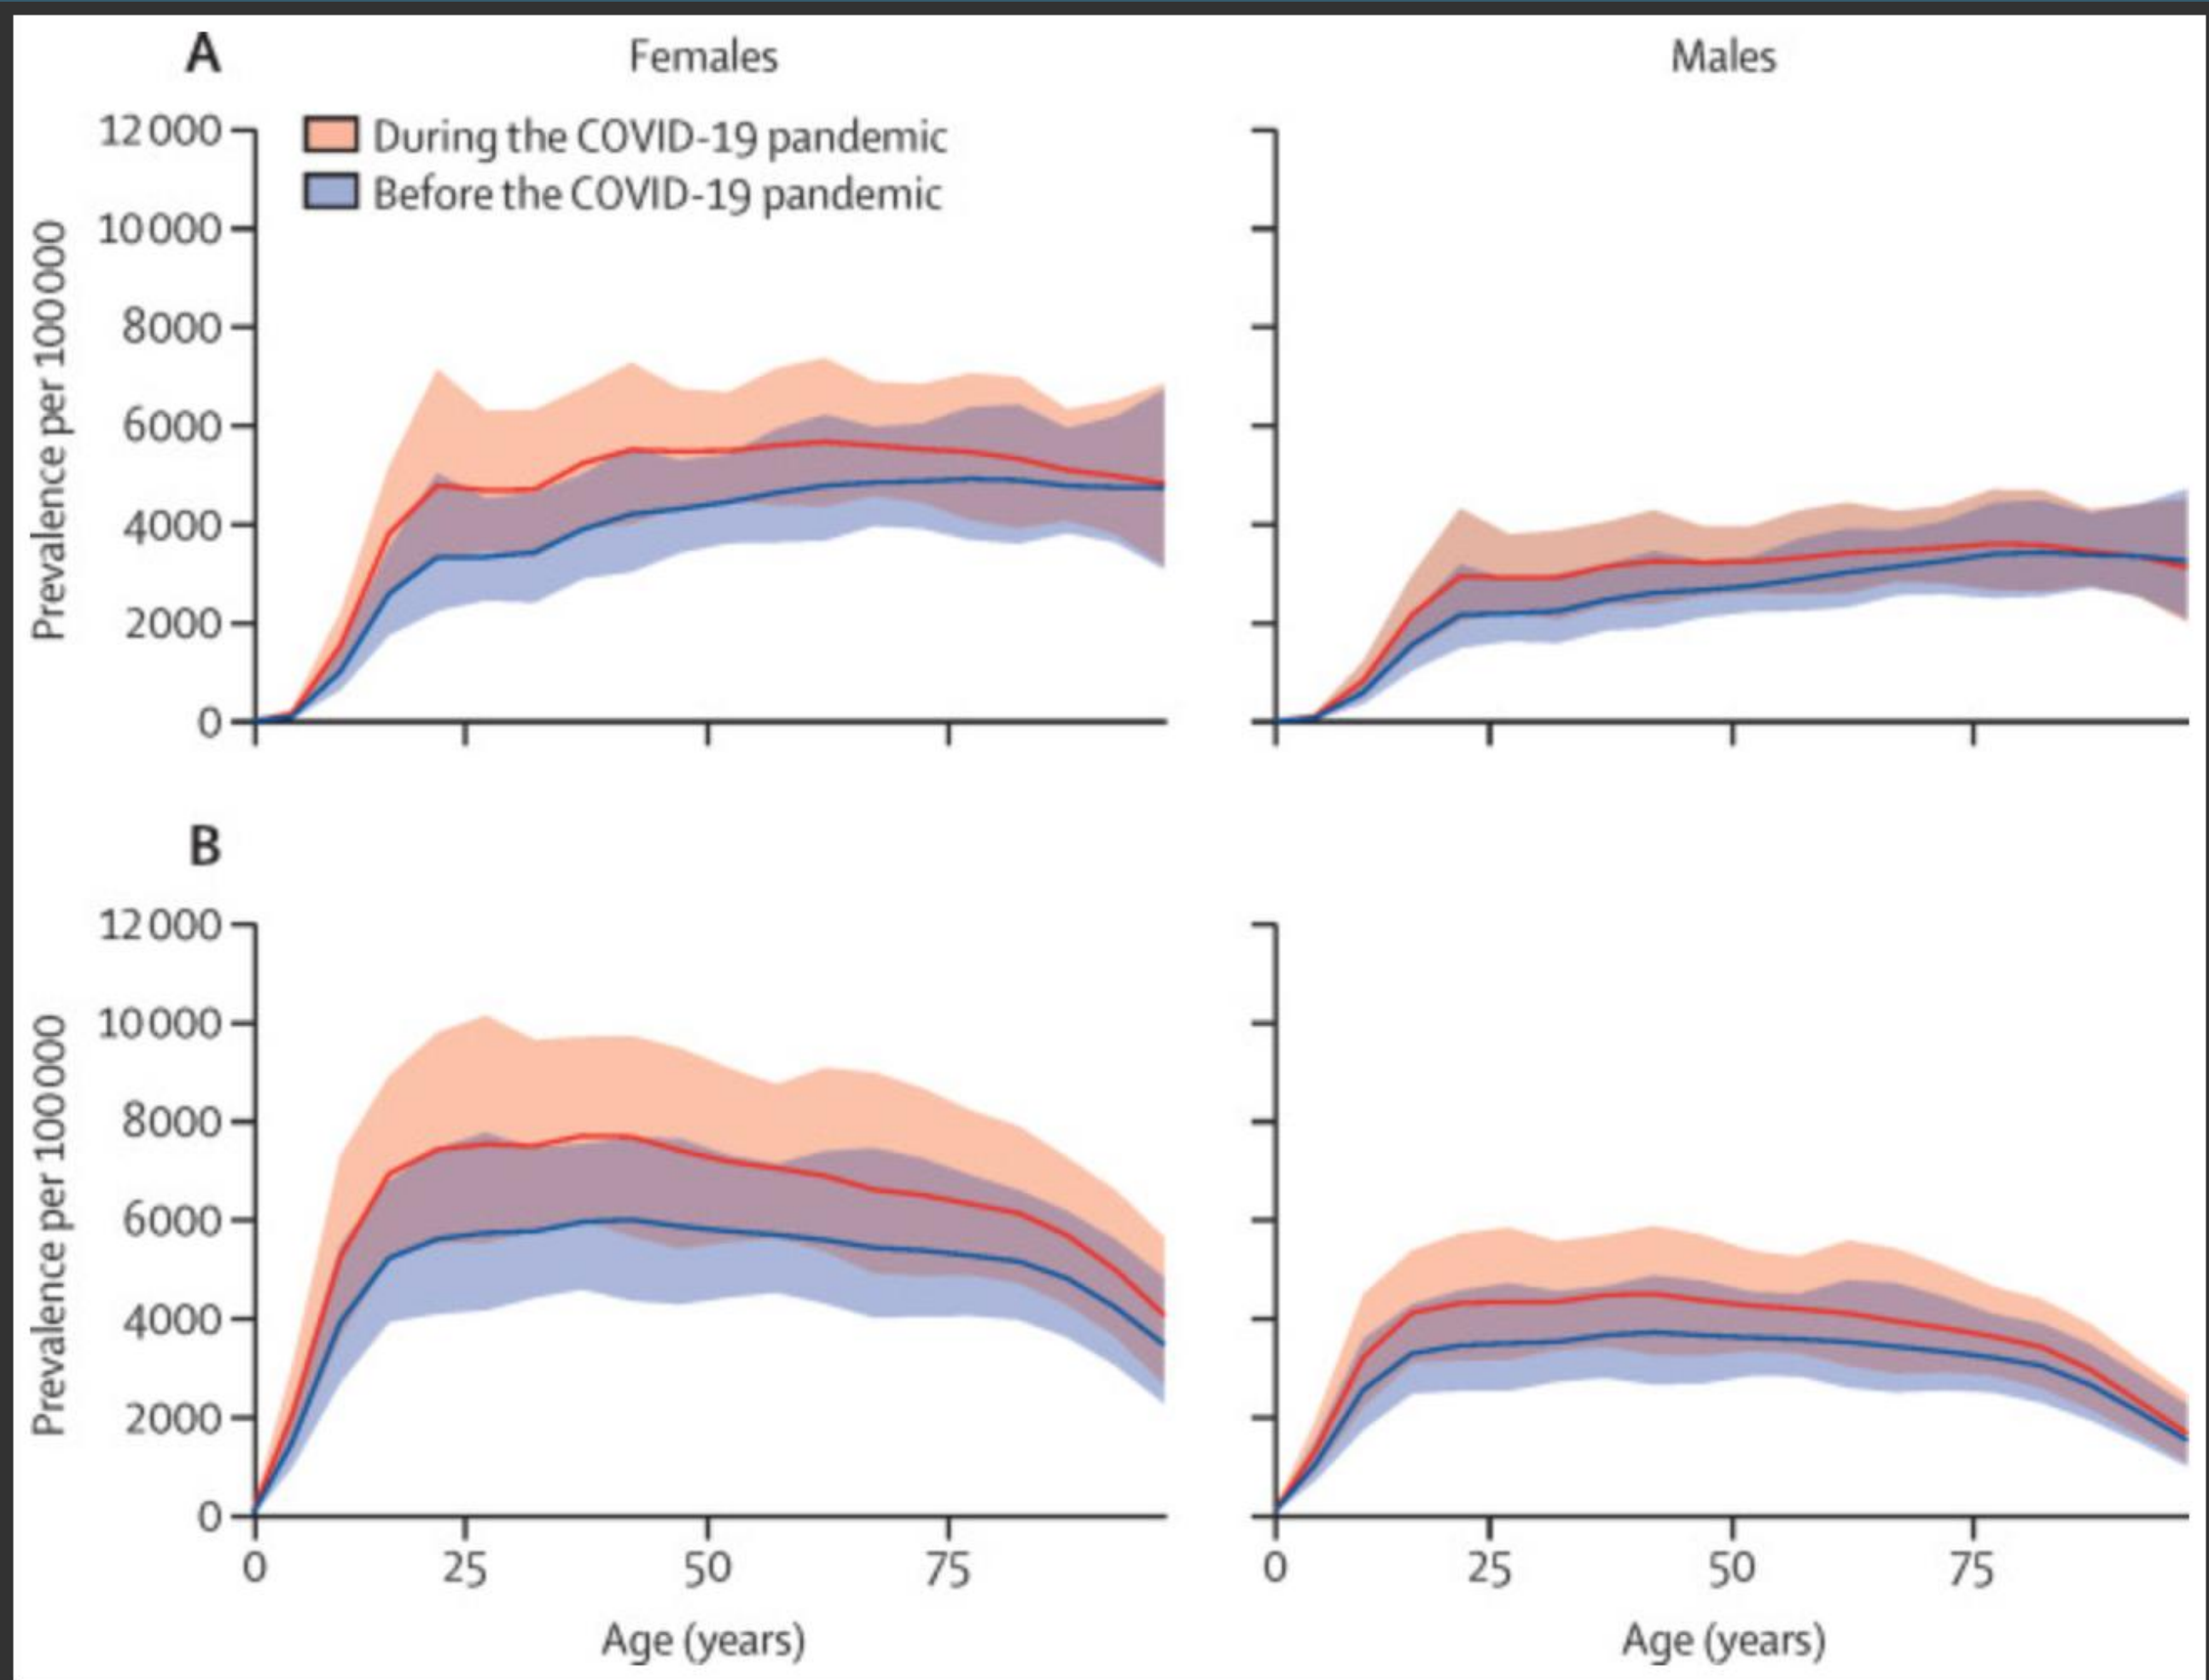 A
Females
Males
During the COVID-19 pandemic
Before the COVID-19 pandemic
Prevalence per 100 000
12 000
10 000
8000
6000
4000
2000
0
B
Prevalence per 100 000
12 000
10 000
8000
6000
4000
2000
0
0 25 50 75
0 25 50 75
Age (years)
Age (years)